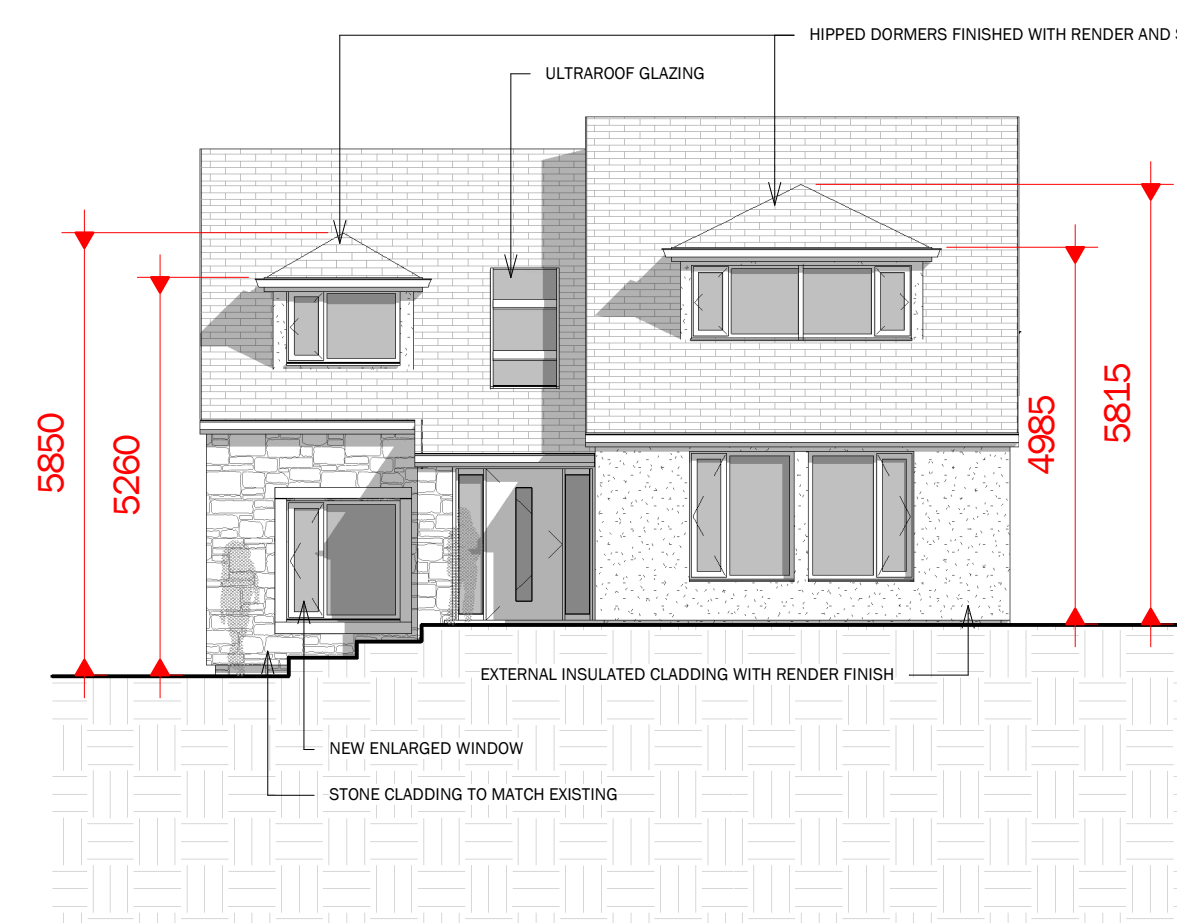 HIPPED DORMERS FINISHED WITH RENDER AND
ULTRAROOF GLAZING
5850
5260
4985
5815
EXTERNAL INSULATED CLADDING WITH RENDER FINISH
NEW ENLARGED WINDOW
STONE CLADDING TO MATCH EXISTING